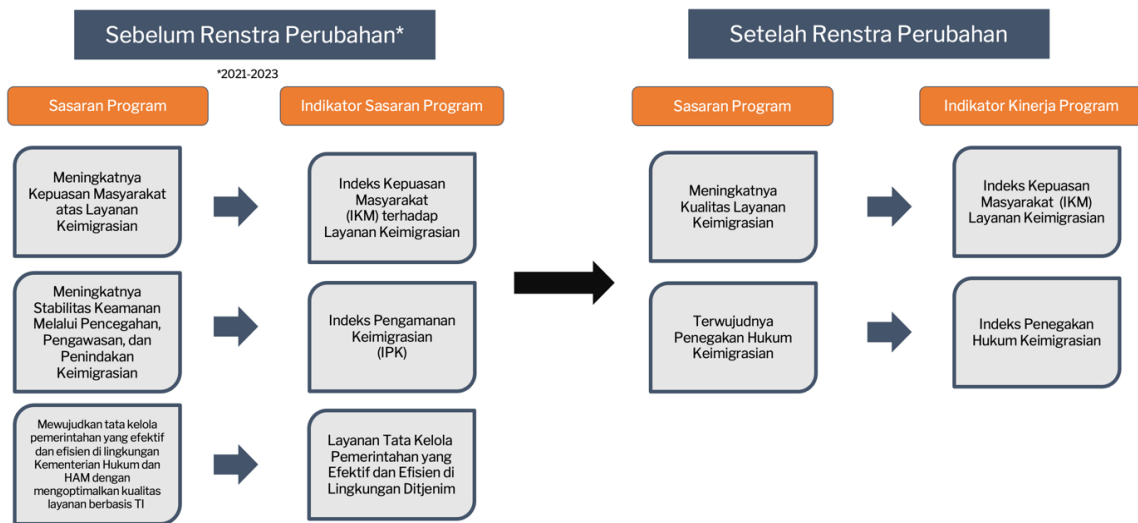 Sebelum Renstra Perubahan*
*2021-2023
Sasaran Program
Indikator Sasaran Program
Meningkatnya
Kepuasan Masyarakat
atas Layanan
Keimigrasian
Indeks Kepuasan
Masyarakat
(IKM) terhadap
Layanan Keimigrasian
Meningkatnya
Stabilitas Keamanan
Melalui Pencegahan,
Pengawasan, dan
Penindakan
Keimigrasian
Indeks Pengamanan
Keimigrasian
(IPK)
Mewujudkan tata kelola
pemerintahan yang efektif
dan efisien di lingkungan
Kementerian Hukum dan
HAM dengan
mengoptimalkan kualitas
layanan berbasis TI
Layanan Tata Kelola
Pemerintahan yang
Efektif dan Efisien di
Lingkungan Ditjenim
Setelah Renstra Perubahan
Sasaran Program
Indikator Kinerja Program
Meningkatnya
Kualitas Layanan
Keimigrasian
Indeks Kepuasan
Masyarakat (IKM)
Layanan Keimigrasian
Terwujudnya
Penegakan Hukum
Keimigrasian
Indeks Penegakan
Hukum Keimigrasian